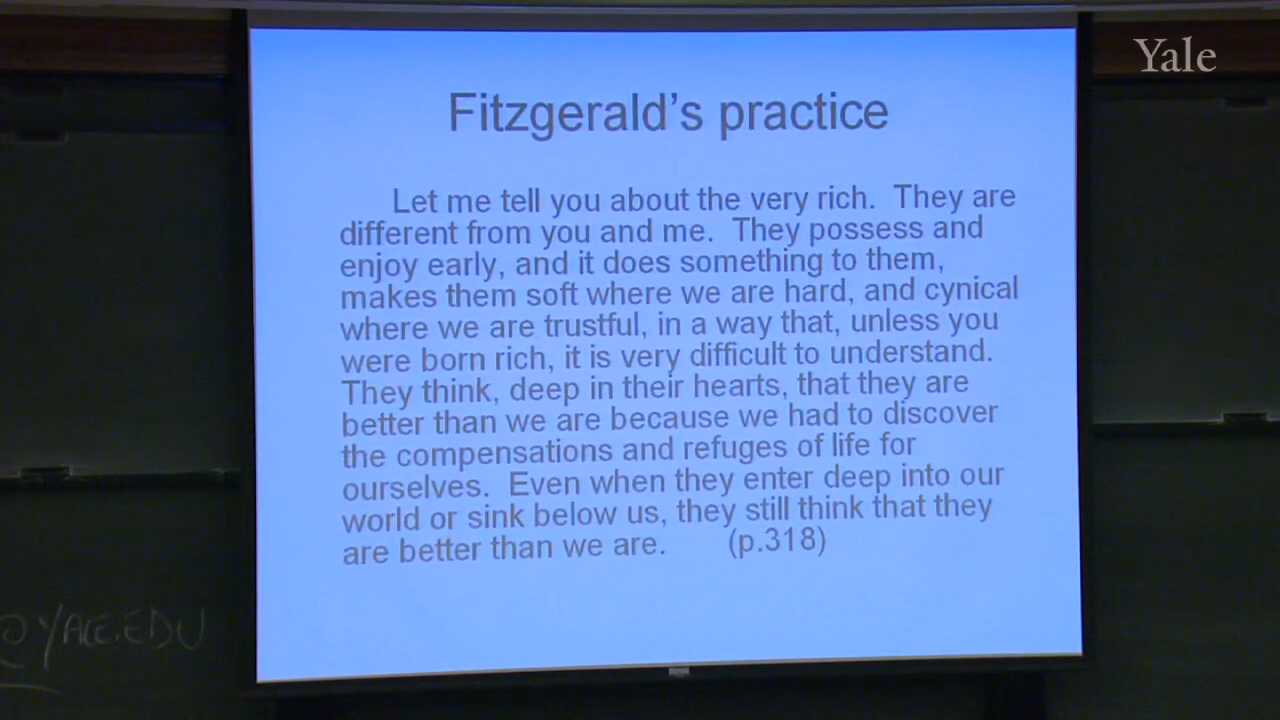 Yale
Fitzgerald's practice
Let me tell you about the very rich. They are
different from you and me. They possess and
enjoy early, and it does something to them,
makes them soft where we are hard, and cynical
where we are trustful, in a way that, unless you
were born rich, it is very difficult to understand.
They think, deep in their hearts, that they are
better than we are because we had to discover
the compensations and refuges of life for
ourselves. Even when they enter deep into our
world or sink below us, they still think that they
are better than we are. (p.318)
@YALE.EDU